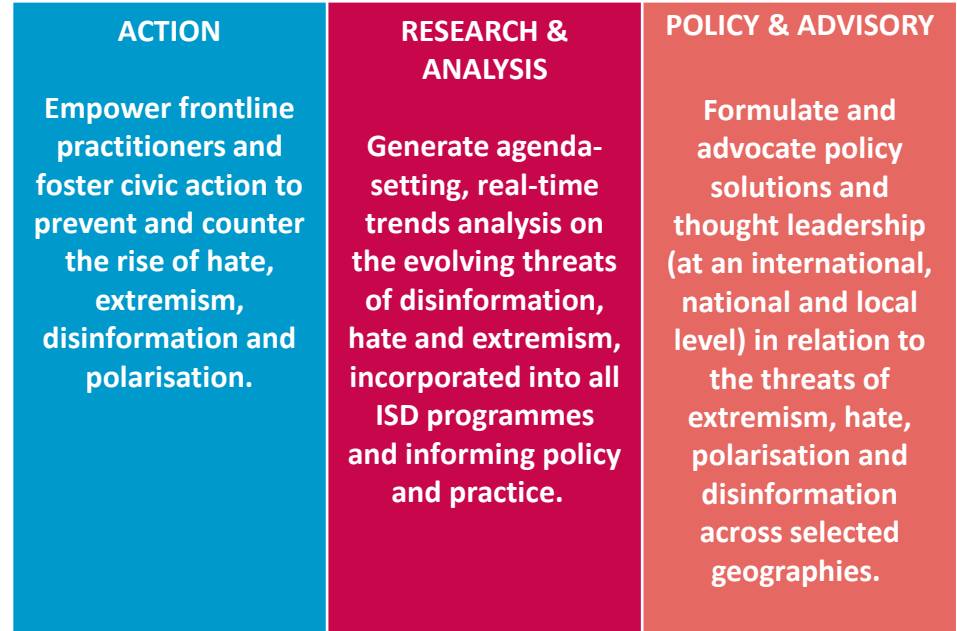 ACTION
Empower frontline
practitioners and
foster civic action to
prevent and counter
the rise of hate,
extremism,
disinformation and
polarisation.
RESEARCH &
ANALYSIS
Generate agenda-
setting, real-time
trends analysis on
the evolving threats
of disinformation,
hate and extremism,
incorporated into all
ISD programmes
and informing policy
and practice.
POLICY & ADVISORY
Formulate and
advocate policy
solutions and
thought leadership
(at an international,
national and local
level) in relation to
the threats of
extremism, hate,
polarisation and
disinformation
across selected
geographies.